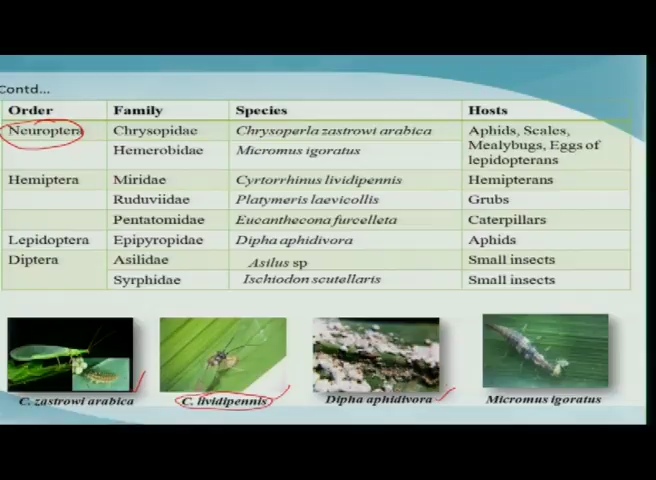 Contd...
Order Family Species Hosts
Neuroptera Chrysopidae Chrysoperla zastrowi arabica Aphids, Scales,
Mealybugs, Eggs of
Hemerobidae Micromus igoratus lepidopterans
Hemiptera Miridae Cyrtorrhinus lividipennis Hemipterans
Ruduviidae Platymeris laevicollis Grubs
Pentatomidae Eucanthecona furcelleta Caterpillars
Lepidoptera Epipyropidae Dipha aphidivora Aphids
Diptera Asilidae Asilus sp Small insects
Syrphidae Ischiodon scutellaris Small insects
C. zastrowi arabica C. lividipennis Dipha aphidivora Micromus igoratus